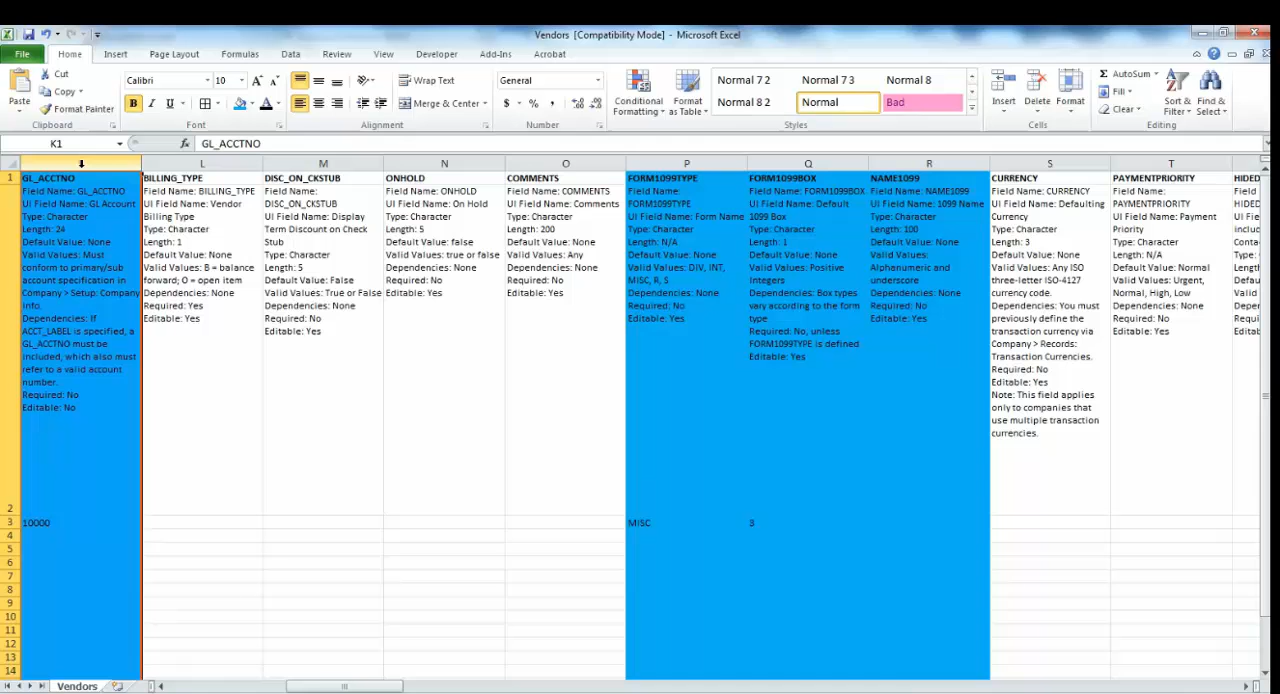 Vendors [Compatibility Mode] - Microsoft Excel
File Home Insert Page Layout Formulas Data Review View Developer Add-Ins Acrobat
Paste
Cut
Copy
Format Painter
Clipboard
Calibri 10
B I U
Font
Wrap Text
Merge & Center
Alignment
General
$ % ,
Number
Conditional Formatting
Format as Table
Normal 7 2 Normal 7 3 Normal 8
Normal 8 2 Normal Bad
Styles
Insert Delete Format
Cells
AutoSum
Fill
Clear
Sort & Filter
Find & Select
Editing
K1 fx GL_ACCTNO
L M N O P Q R S T
1
GL_ACCTNO
Field Name: GL_ACCTNO
UI Field Name: GL Account
Type: Character
Length: 24
Default Value: None
Valid Values: Must
conform to primary/sub
account specification in
Company > Setup: Company
Info.
Dependencies: If
ACCT_LABEL is specified, a
GL_ACCTNO must be
included, which also must
refer to a valid account
number.
Required: No
Editable: No
BILLING_TYPE
Field Name: BILLING_TYPE
UI Field Name: Vendor
Billing Type
Type: Character
Length: 1
Default Value: None
Valid Values: B = balance
forward; O = open item
Dependencies: None
Required: Yes
Editable: Yes
DISC_ON_CKSTUB
Field Name:
DISC_ON_CKSTUB
UI Field Name: Display
Term Discount on Check
Stub
Type: Character
Length: 5
Default Value: False
Valid Values: True or False
Dependencies: None
Required: No
Editable: Yes
ONHOLD
Field Name: ONHOLD
UI Field Name: On Hold
Type: Character
Length: 5
Default Value: false
Valid Values: true or false
Dependencies: None
Required: No
Editable: Yes
COMMENTS
Field Name: COMMENTS
UI Field Name: Comments
Type: Character
Length: 200
Default Value: None
Valid Values: Any
Dependencies: None
Required: No
Editable: Yes
FORM1099TYPE
Field Name:
FORM1099TYPE
UI Field Name: Form Name
Type: Character
Length: N/A
Default Value: None
Valid Values: DIV, INT,
MISC, R, S
Dependencies: None
Required: No
Editable: Yes
FORM1099BOX
Field Name: FORM1099BOX
UI Field Name: Default
1099 Box
Type: Character
Length: 1
Default Value: None
Valid Values: Positive
Integers
Dependencies: Box types
vary according to the form
type
Required: No, unless
FORM1099TYPE is defined
Editable: Yes
NAME1099
Field Name: NAME1099
UI Field Name: 1099 Name
Type: Character
Length: 100
Default Value: None
Valid Values:
Alphanumeric and
underscore
Dependencies: None
Required: No
Editable: Yes
CURRENCY
Field Name: CURRENCY
UI Field Name: Defaulting
Currency
Type: Character
Length: 3
Default Value: None
Valid Values: Any ISO
three-letter ISO-4127
currency code.
Dependencies: You must
previously define the
transaction currency via
Company > Records:
Transaction Currencies.
Required: No
Editable: Yes
Note: This field applies
only to companies that
use multiple transaction
currencies.
PAYMENTPRIORITY
Field Name:
PAYMENTPRIORITY
UI Field Name: Payment
Priority
Type: Character
Length: N/A
Default Value: Normal
Valid Values: Urgent,
Normal, High, Low
Dependencies: None
Required: No
Editable: Yes
2
3 10000 MISC 3
4
5
6
7
8
9
10
11
12
13
14
Vendors